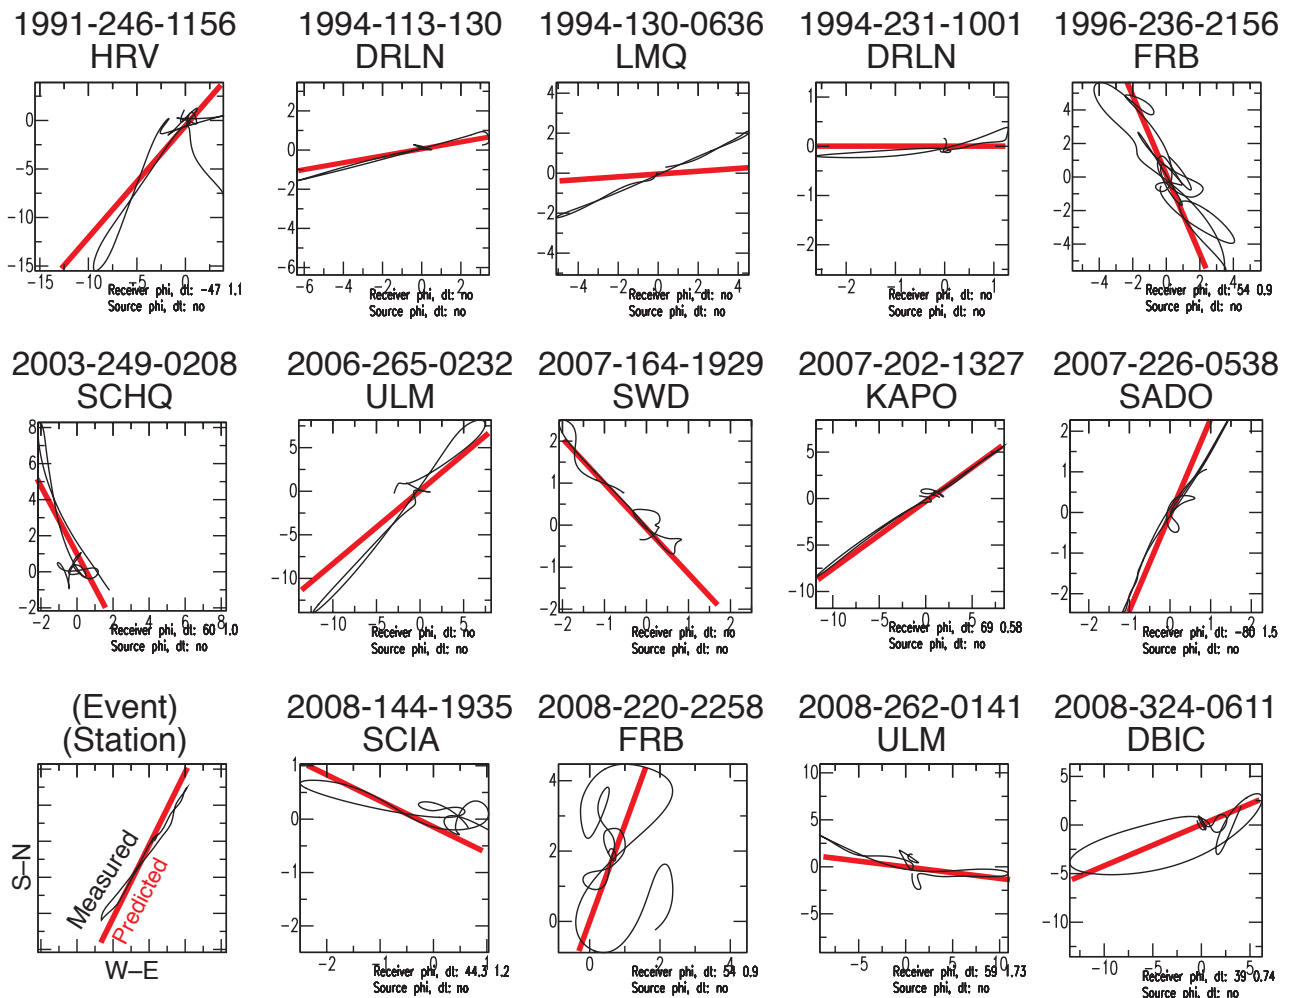 1991-246-1156 1994-113-130 1994-130-0636 1994-231-1001 1996-236-2156
HRV DRLN LMQ DRLN FRB
0 2 4 1 4
−5 0 2 0 2
−10 −2 0 −1 0
−15 −4 −2 −2 −2
−6 −4 −4
−15 −10 −5 0 −6 −4 −2 0 2 −4 −2 0 2 4 −2 −1 0 1 −4 −2 0 2 4
Receiver phi, dt: −47 1.1 Receiver phi, dt: no Receiver phi, dt: no Receiver phi, dt: no Receiver phi, dt: 54 0.9
Source phi, dt: no Source phi, dt: no Source phi, dt: no Source phi, dt: no Source phi, dt: no
2003-249-0208 2006-265-0232 2007-164-1929 2007-202-1327 2007-226-0538
SCHQ ULM SWD KAPO SADO
8 5 2 5 2
6 0 1 0 1
4 −5 0 −5 0
2 −10 −1 −10 −1
0 −2 −2
−2
−2 0 2 4 6 8 −10 −5 0 5 −2 −1 0 1 2 −10 −5 0 5 −2 −1 0 1 2
Receiver phi, dt: 60 1.0 Receiver phi, dt: no Receiver phi, dt: no Receiver phi, dt: 69 0.58 Receiver phi, dt: −80 1.5
Source phi, dt: no Source phi, dt: no Source phi, dt: no Source phi, dt: no Source phi, dt: no
(Event) 2008-144-1935 2008-220-2258 2008-262-0141 2008-324-0611
(Station) SCIA FRB ULM DBIC
S–N Measured Predicted
1 4 10 5
0 2 5 0
−1 0 0 −5
−2 −5 −10
W–E −2 −1 0 1 0 2 4 −5 0 5 10 −10 −5 0 5
Receiver phi, dt: 44.3 1.2 Receiver phi, dt: 54 0.9 Receiver phi, dt: 59 1.73 Receiver phi, dt: 39 0.74
Source phi, dt: no Source phi, dt: no Source phi, dt: no Source phi, dt: no